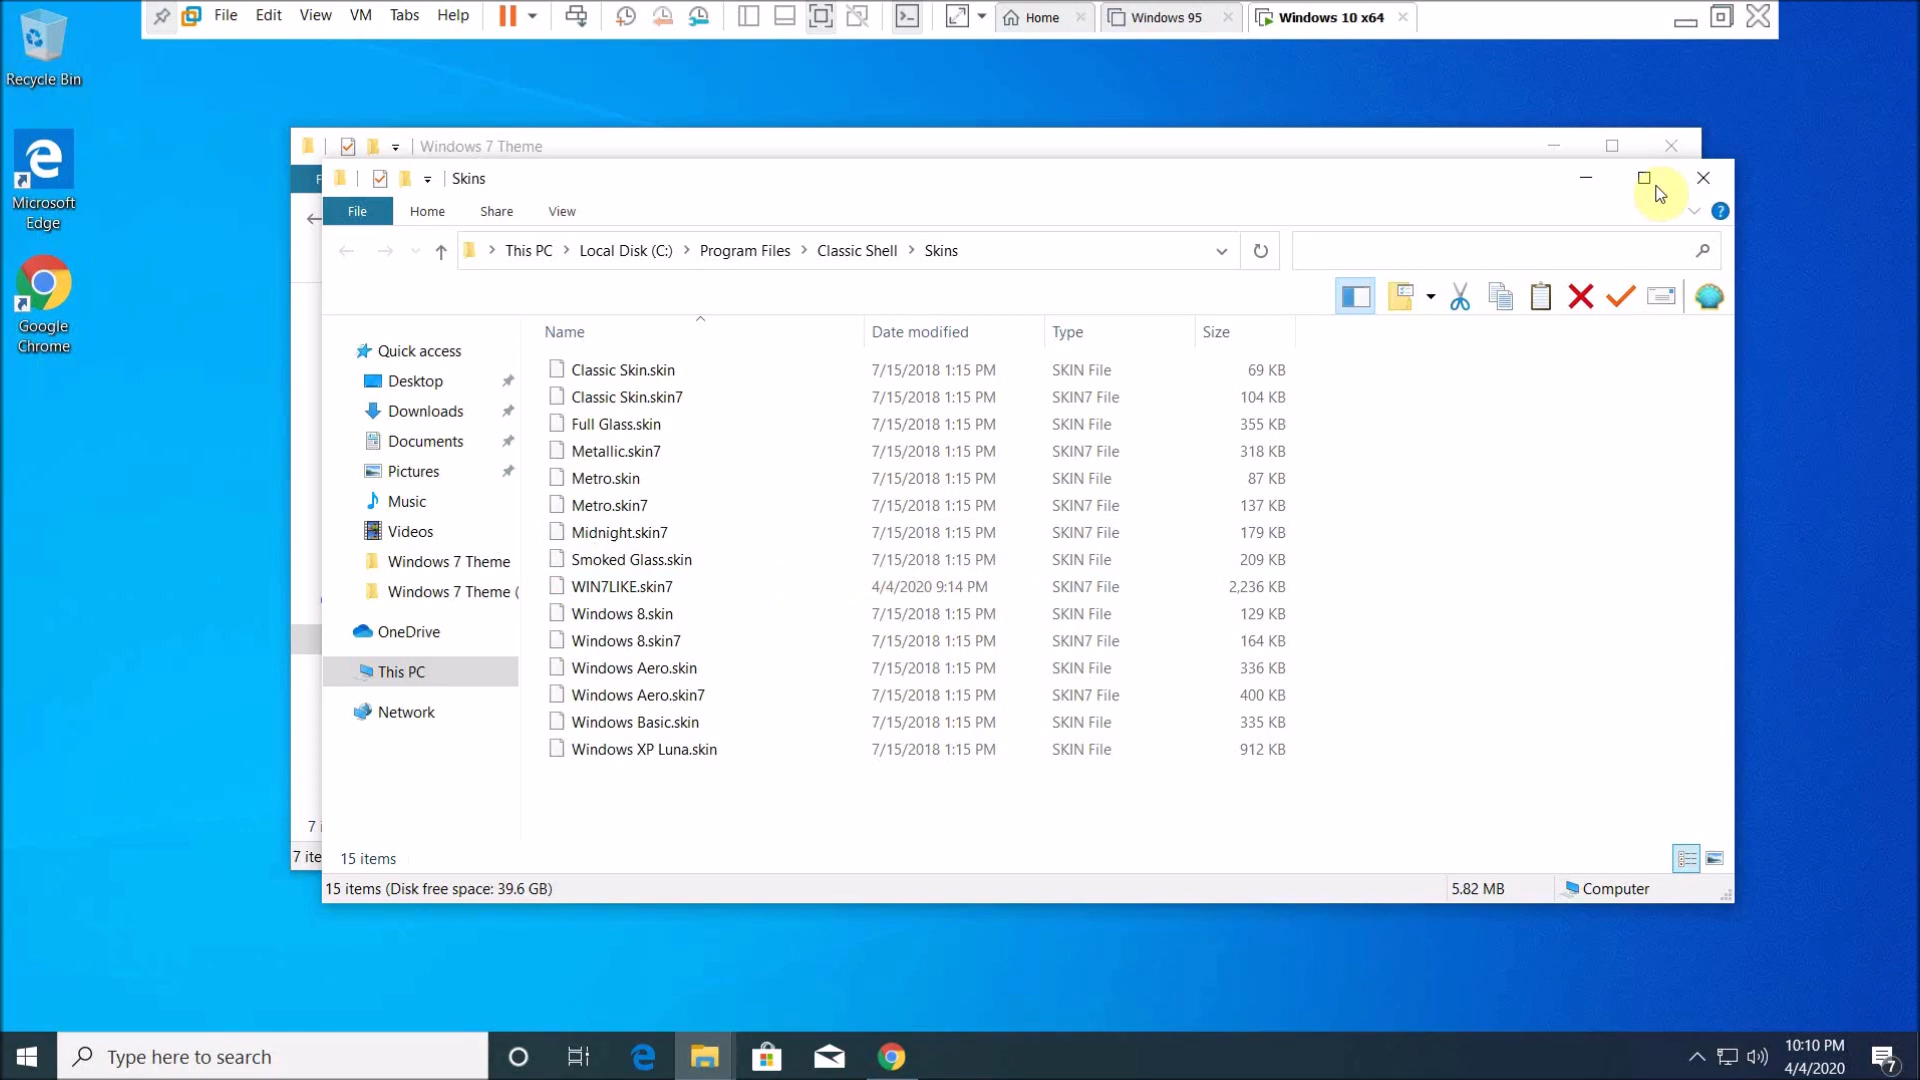 File Edit View VM Tabs Help
Home
Windows 95
Windows 10 x64
Recycle Bin
Microsoft
Edge
Google
Chrome
Windows 7 Theme
Skins
File Home Share View
This PC Local Disk (C:) Program Files Classic Shell Skins
Name Date modified Type Size
Quick access
Desktop
Downloads
Documents
Pictures
Music
Videos
Windows 7 Theme
Windows 7 Theme (
OneDrive
This PC
Network
Classic Skin.skin 7/15/2018 1:15 PM SKIN File 69 KB
Classic Skin.skin7 7/15/2018 1:15 PM SKIN7 File 104 KB
Full Glass.skin 7/15/2018 1:15 PM SKIN File 355 KB
Metallic.skin7 7/15/2018 1:15 PM SKIN7 File 318 KB
Metro.skin 7/15/2018 1:15 PM SKIN File 87 KB
Metro.skin7 7/15/2018 1:15 PM SKIN7 File 137 KB
Midnight.skin7 7/15/2018 1:15 PM SKIN7 File 179 KB
Smoked Glass.skin 7/15/2018 1:15 PM SKIN File 209 KB
WIN7LIKE.skin7 4/4/2020 9:14 PM SKIN7 File 2,236 KB
Windows 8.skin 7/15/2018 1:15 PM SKIN File 129 KB
Windows 8.skin7 7/15/2018 1:15 PM SKIN7 File 164 KB
Windows Aero.skin 7/15/2018 1:15 PM SKIN File 336 KB
Windows Aero.skin7 7/15/2018 1:15 PM SKIN7 File 400 KB
Windows Basic.skin 7/15/2018 1:15 PM SKIN File 335 KB
Windows XP Luna.skin 7/15/2018 1:15 PM SKIN File 912 KB
7 i
7 ite
15 items
15 items (Disk free space: 39.6 GB) 5.82 MB Computer
Type here to search
10:10 PM
4/4/2020
7